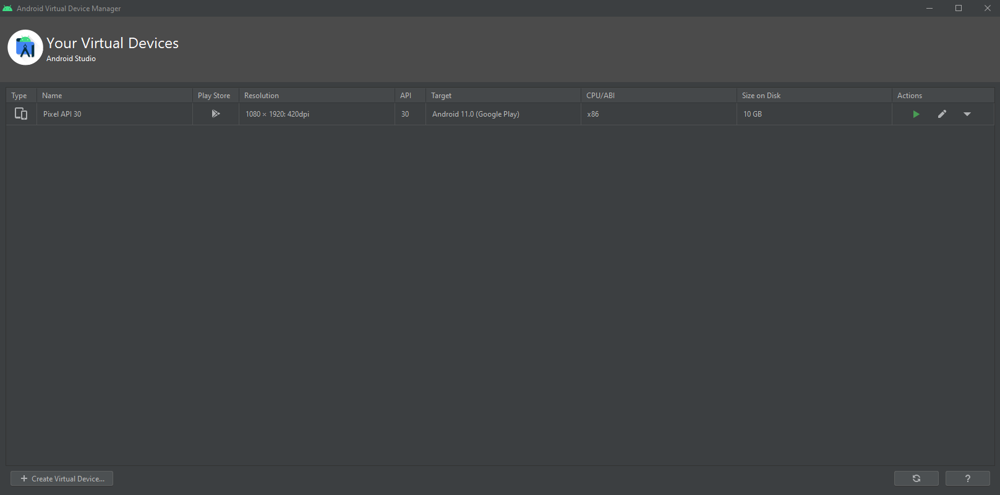 Android Virtual Device Manager
Your Virtual Devices
Android Studio
Type Name Play Store Resolution API Target CPU/ABI Size on Disk Actions
Pixel API 30 1080 × 1920: 420dpi 30 Android 11.0 (Google Play) x86 10 GB
+ Create Virtual Device... ?